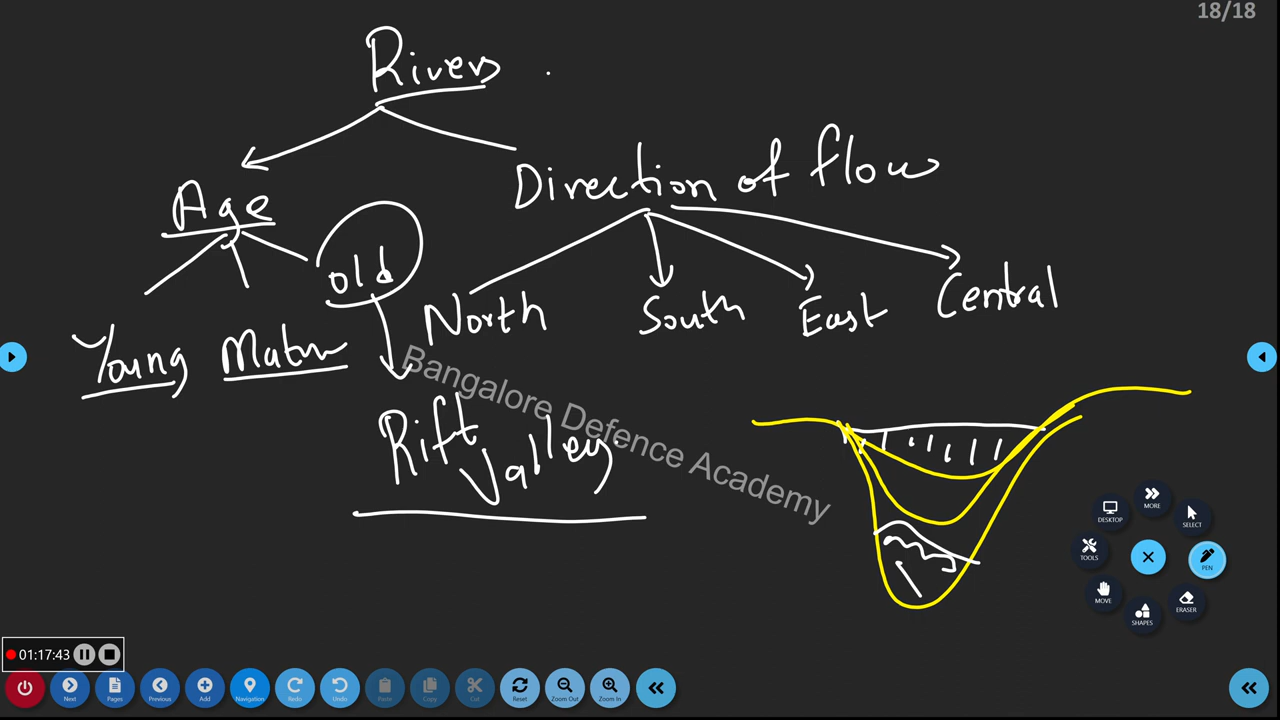 18/18
Rivers
Direction of flow
Age
old
North
South
East
Central
Young
Matur
Rift
Valley
Bangalore Defence Academy
MORE
DESKTOP
SELECT
TOOLS
PEN
MOVE
ERASER
SHAPES
01:17:43
Next
Pages
Previous
Add
Navigation
Redo
Undo
Paste
Copy
Cut
Reset
Zoom Out
Zoom In